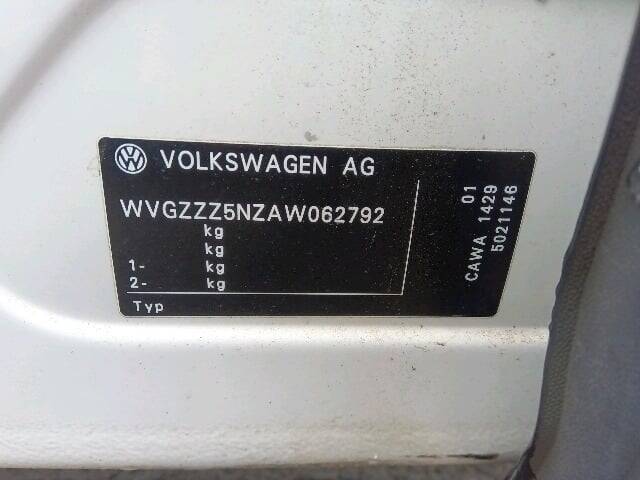 VOLKSWAGEN AG
WVGZZZ5NZAW062792
kg
kg
1- kg
2- kg
Typ
01
CAWA 1429
5021146